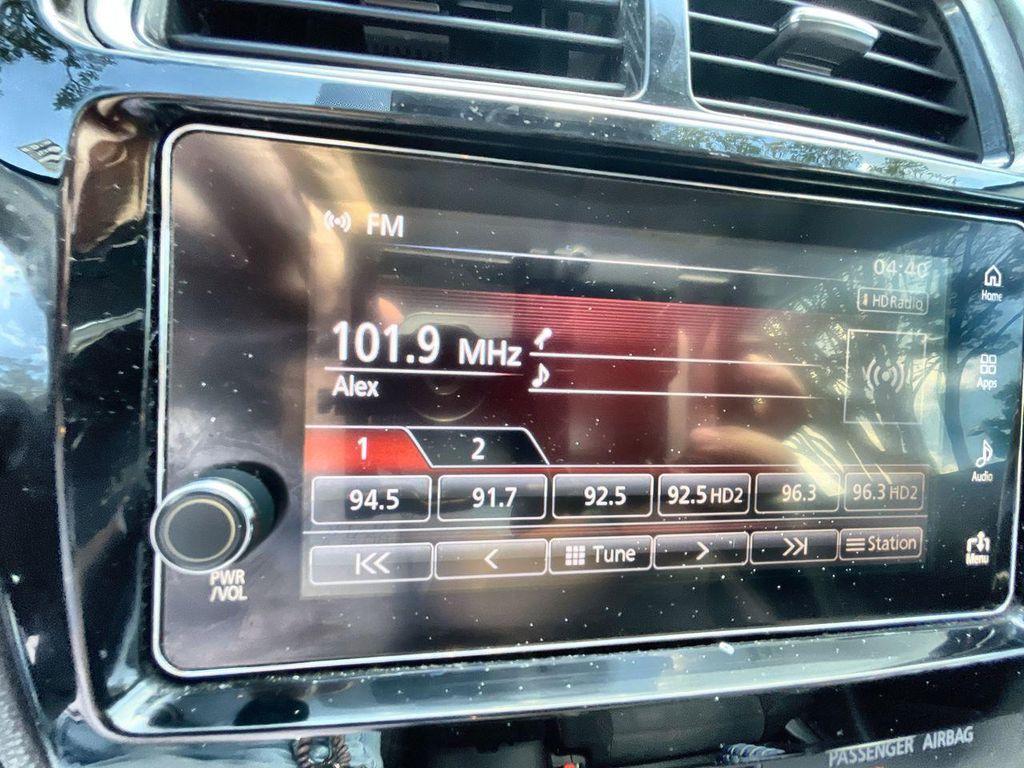 FM
04:40
HD Radio
101.9 MHz
Alex
1 2
94.5 91.7 92.5 92.5 HD2 96.3 96.3 HD2
Tune Station
Home
Apps
Audio
Menu
PWR
/VOL
PASSENGER AIRBAG